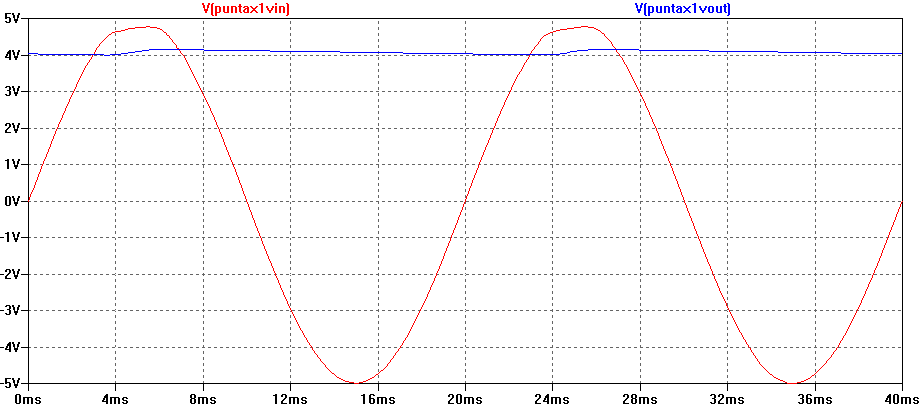 V(puntax1vin) V(puntax1vout)
5V
4V
3V
2V
1V
0V
-1V
-2V
-3V
-4V
-5V
0ms 4ms 8ms 12ms 16ms 20ms 24ms 28ms 32ms 36ms 40ms